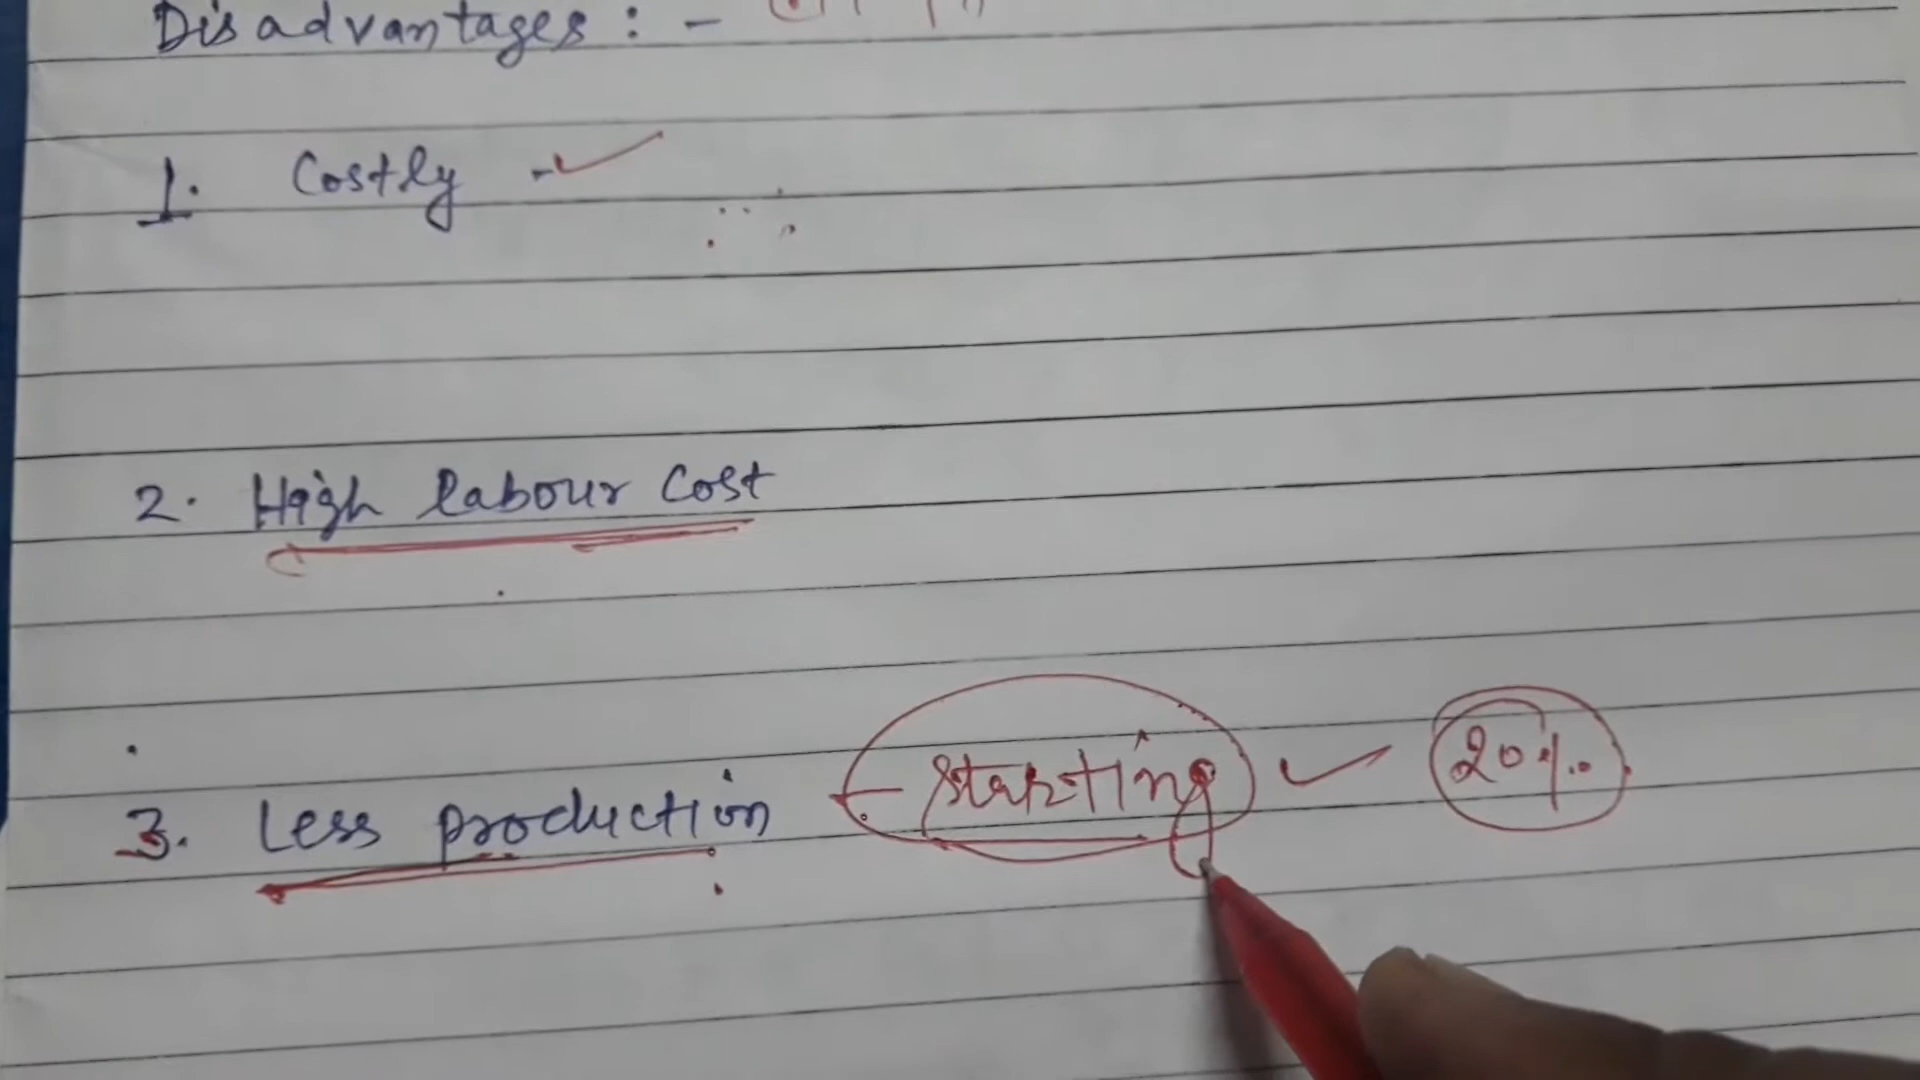 Disadvantages : -
1. Costly -
2. High labour cost
3. Less production - starting 20%.